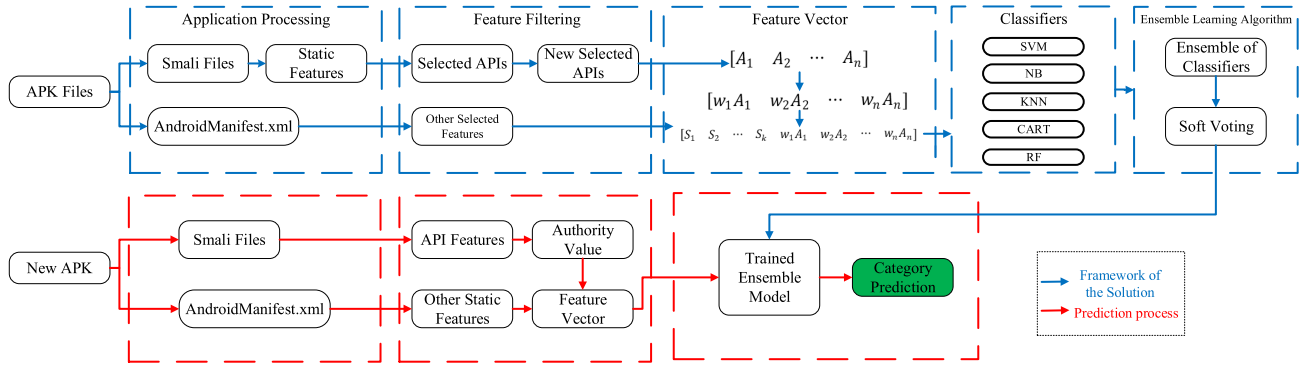 Application Processing
Feature Filtering
Feature Vector
Classifiers
Ensemble Learning Algorithm
APK Files
Smali Files
Static
Features
AndroidManifest.xml
Selected APIs
New Selected
APIs
Other Selected
Features
[A₁ A₂ ⋯ Aₙ]
[w₁A₁ w₂A₂ ⋯ wₙAₙ]
[S₁ S₂ ⋯ Sₖ w₁A₁ w₂A₂ ⋯ wₙAₙ]
SVM
NB
KNN
CART
RF
Ensemble of
Classifiers
Soft Voting
New APK
Smali Files
AndroidManifest.xml
API Features
Authority
Value
Other Static
Features
Feature
Vector
Trained
Ensemble
Model
Category
Prediction
Framework of
the Solution
Prediction process